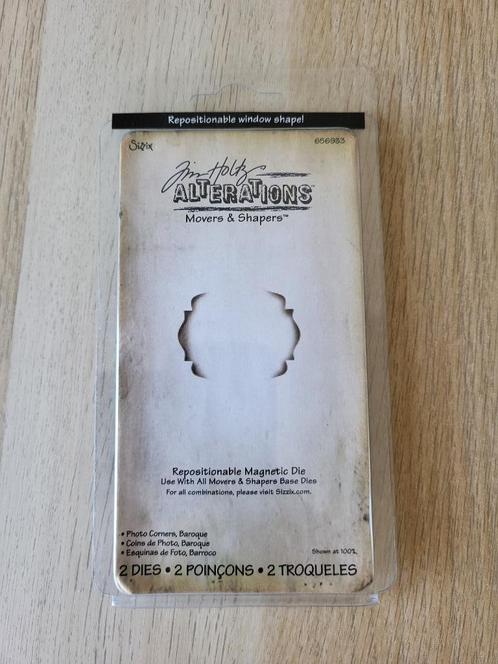 Repositionable window shape!
Sizzix 656933
Tim Holtz
ALTERATIONS™
Movers & Shapers™
Repositionable Magnetic Die
Use With All Movers & Shapers Base Dies
For all combinations, please visit Sizzix.com.
• Photo Corners, Baroque
• Coins de Photo, Baroque
• Esquinas de Foto, Barroco
Shown at 100%
2 DIES • 2 POINÇONS • 2 TROQUELES